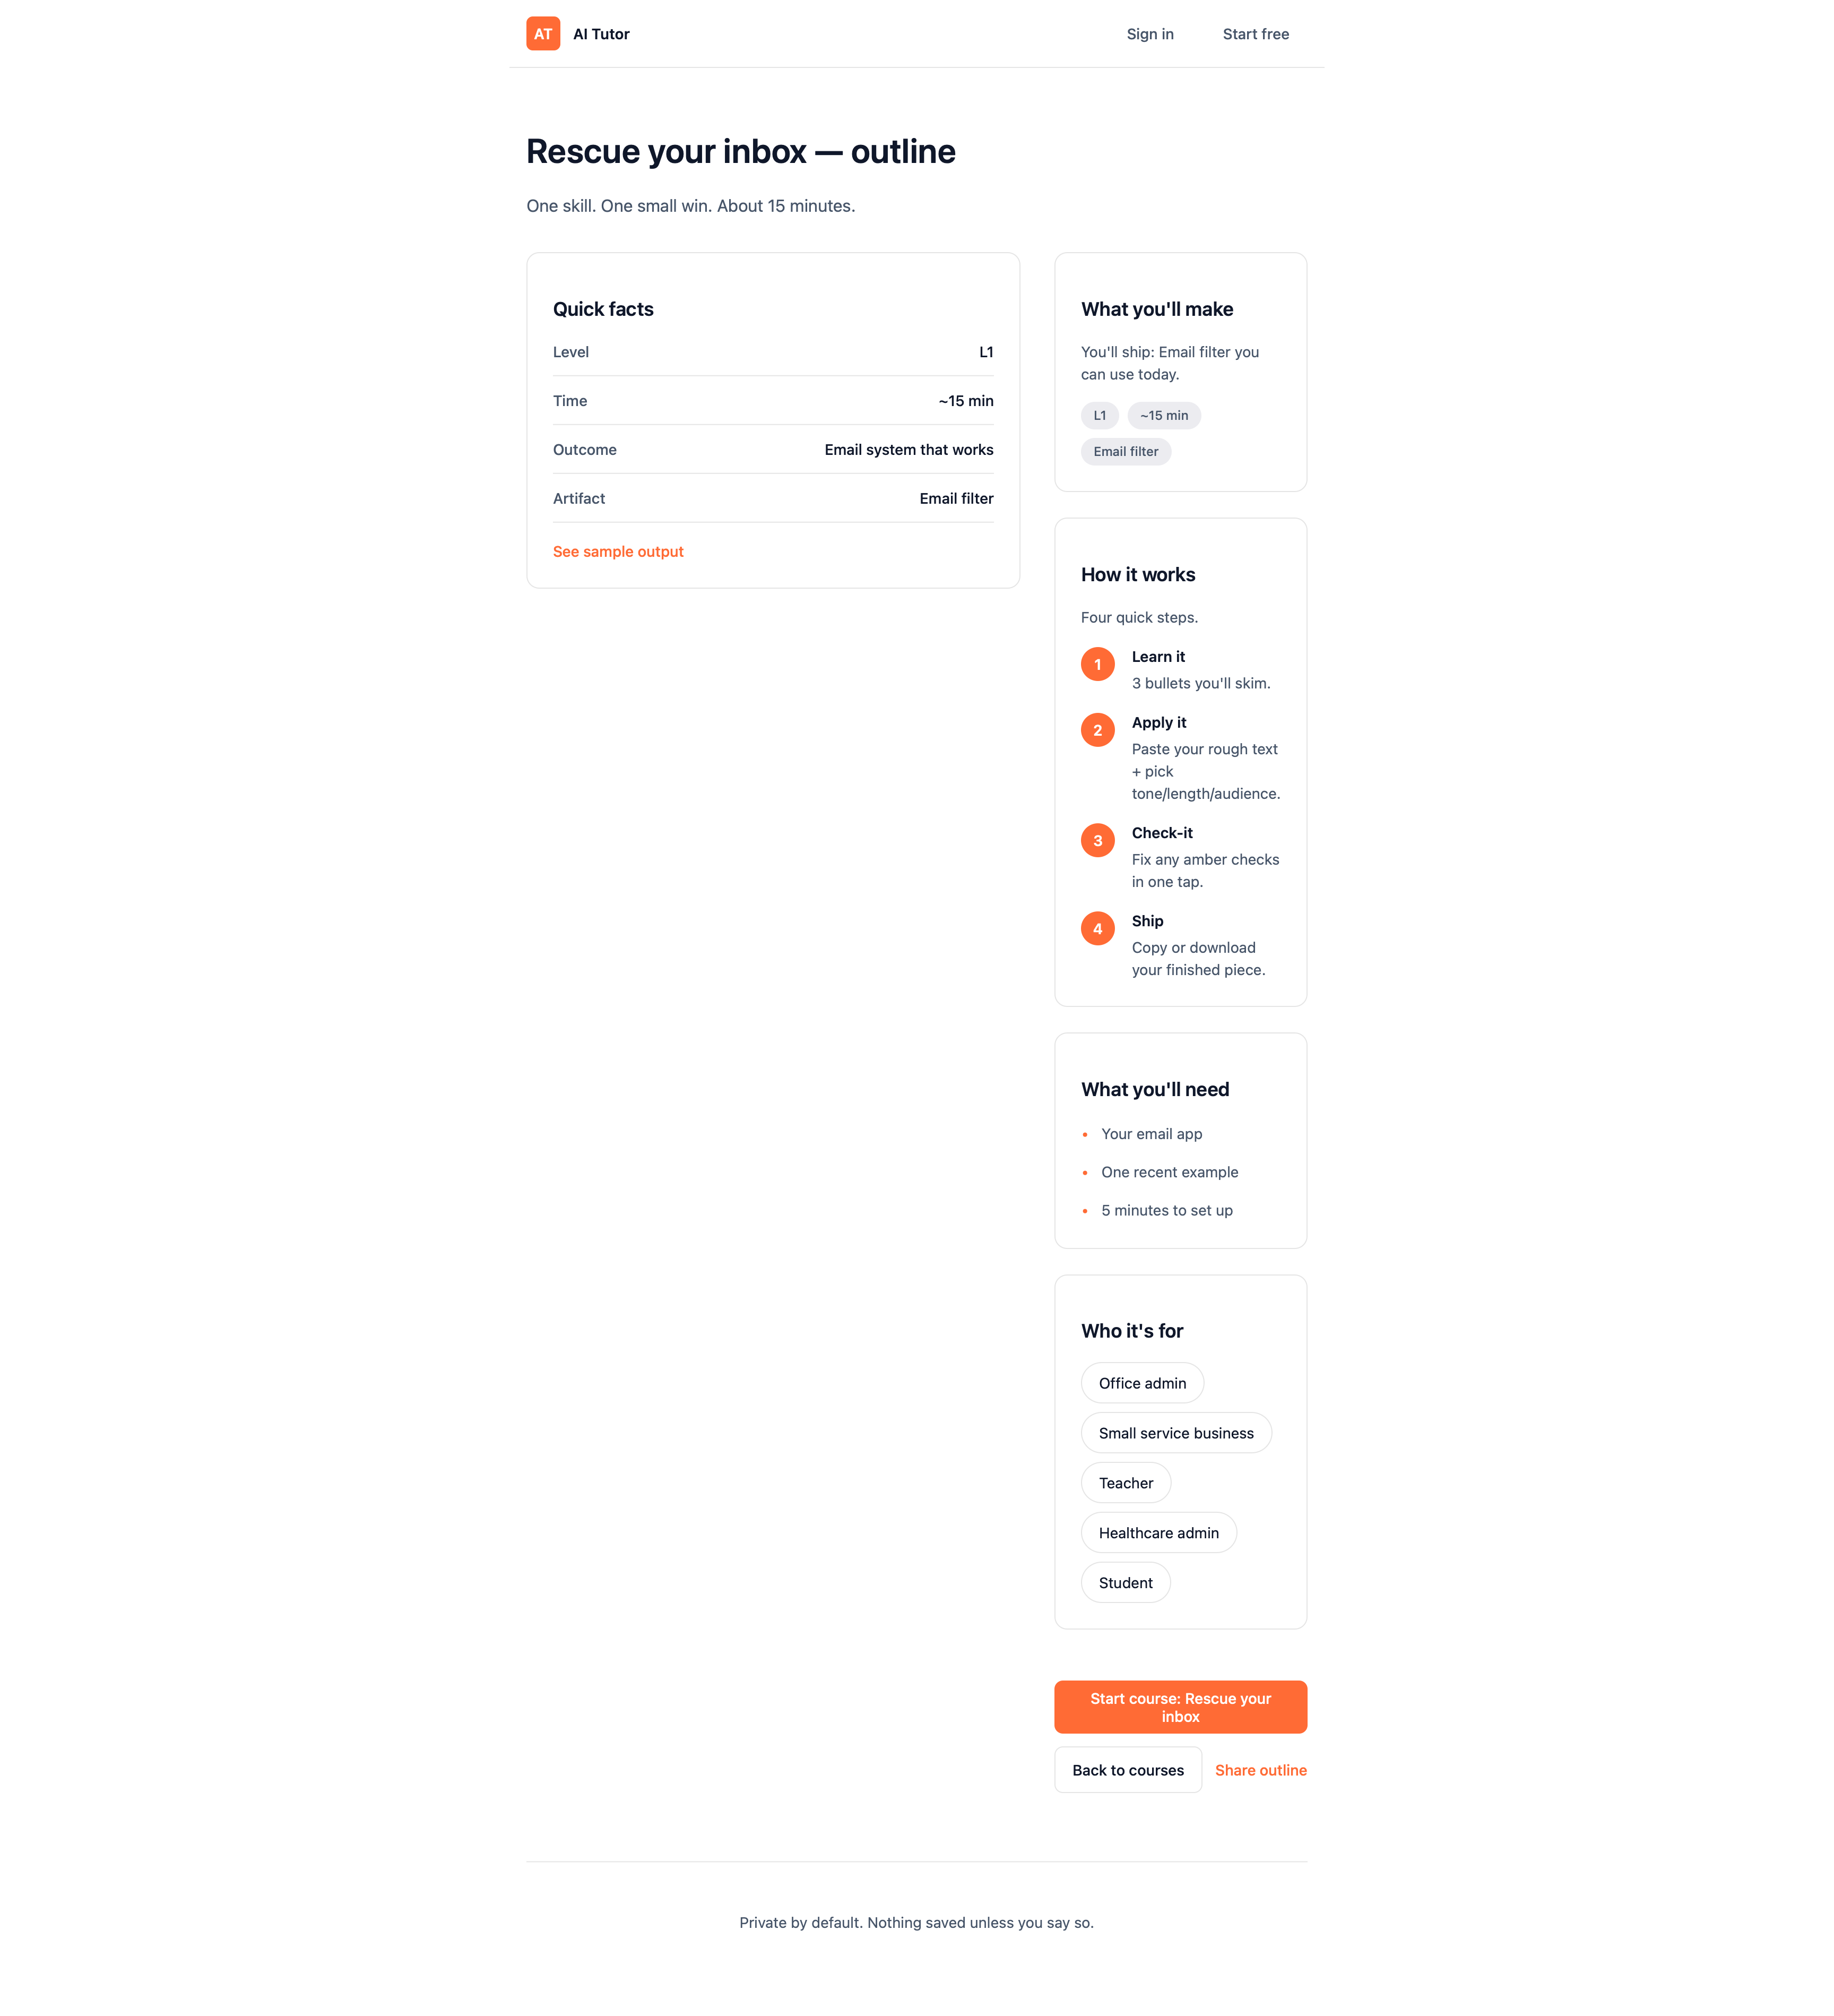 AT
AI Tutor
Sign in
Start free
Rescue your inbox — outline
One skill. One small win. About 15 minutes.
Quick facts
Level
L1
Time
~15 min
Outcome
Email system that works
Artifact
Email filter
See sample output
What you'll make
You'll ship: Email filter you
can use today.
L1
~15 min
Email filter
How it works
Four quick steps.
1
Learn it
3 bullets you'll skim.
2
Apply it
Paste your rough text
+ pick
tone/length/audience.
3
Check-it
Fix any amber checks
in one tap.
4
Ship
Copy or download
your finished piece.
What you'll need
• Your email app
• One recent example
• 5 minutes to set up
Who it's for
Office admin
Small service business
Teacher
Healthcare admin
Student
Start course: Rescue your
inbox
Back to courses
Share outline
Private by default. Nothing saved unless you say so.